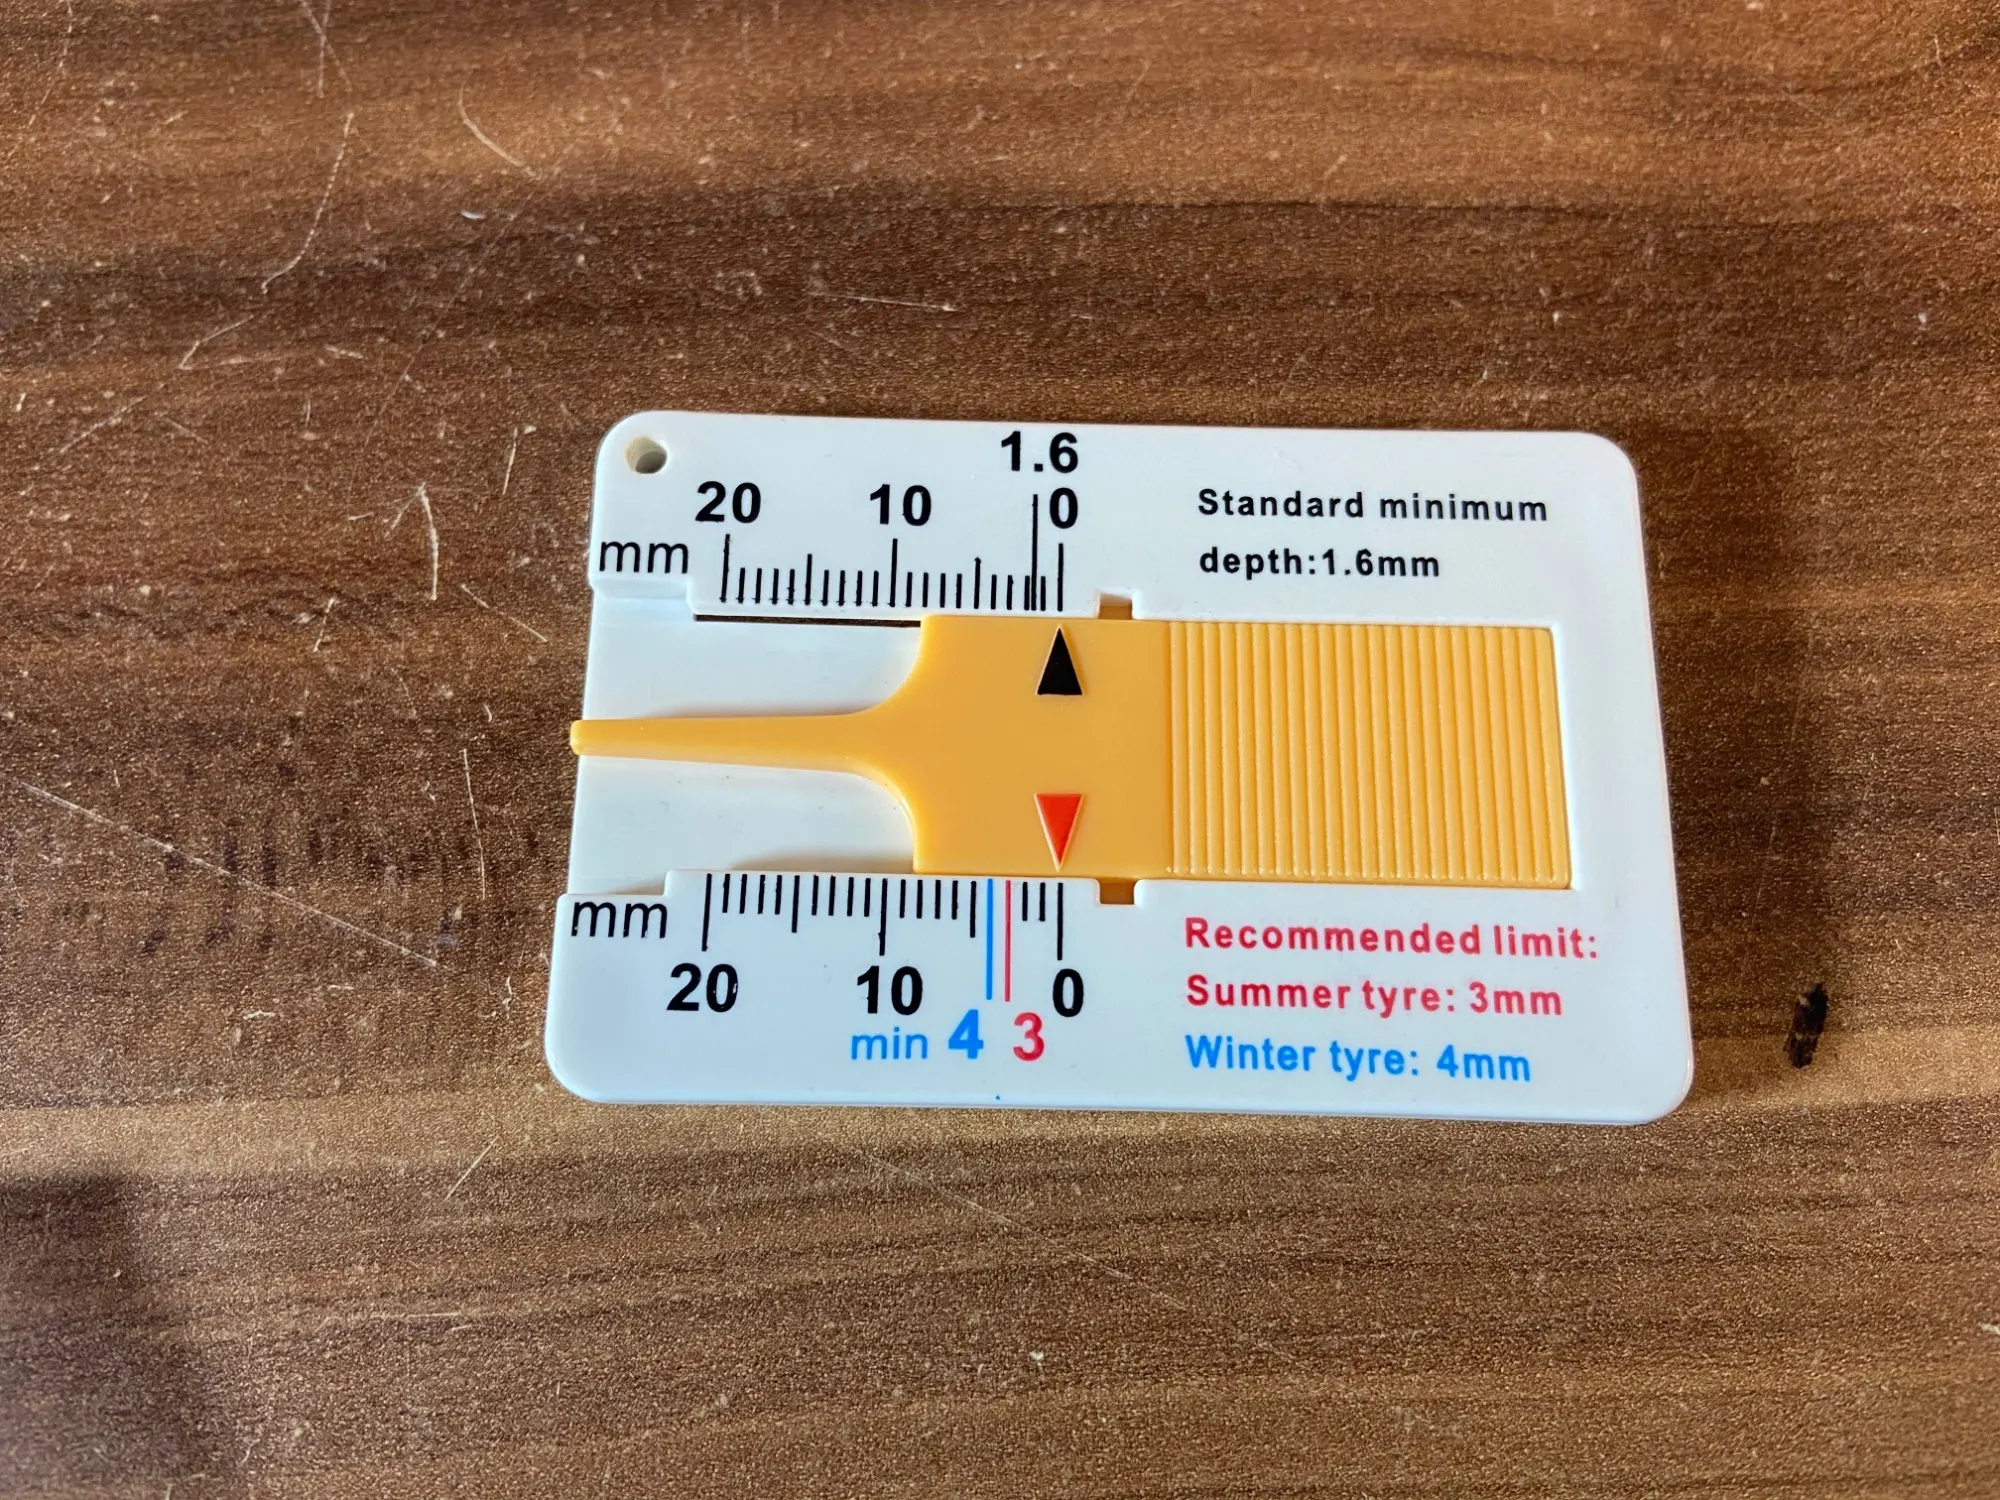 1.6
20 10 0
mm
Standard minimum
depth:1.6mm
mm
20 10 0
min 4 3
Recommended limit:
Summer tyre: 3mm
Winter tyre: 4mm